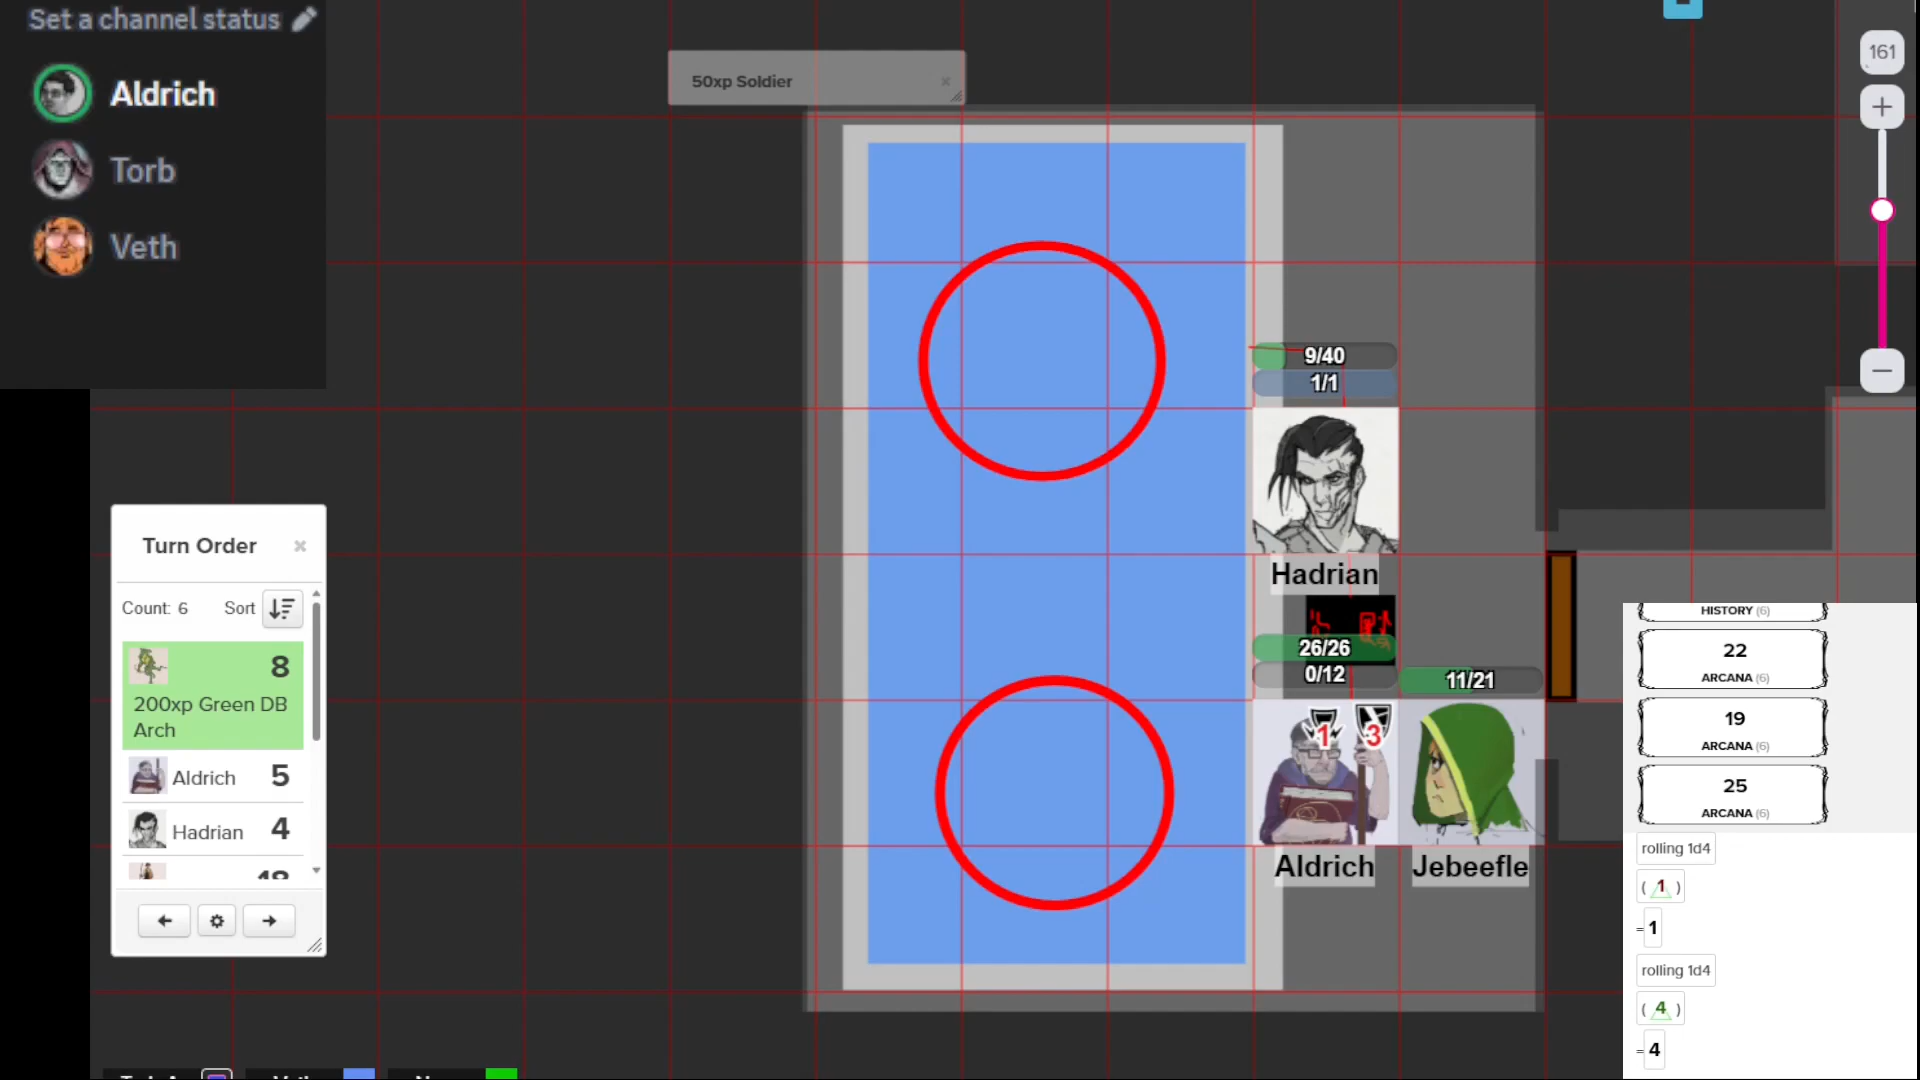 Set a channel status
Aldrich
Torb
Veth
50xp Soldier
161
9/40
1/1
Hadrian
26/26
0/12
11/21
1
3
Aldrich
Jebeefle
Turn Order
Count: 6
Sort
8
200xp Green DB
Arch
Aldrich
5
Hadrian
4
HISTORY (6)
22
ARCANA (6)
19
ARCANA (6)
25
ARCANA (6)
rolling 1d4
( 1 )
=1
rolling 1d4
( 4 )
=4